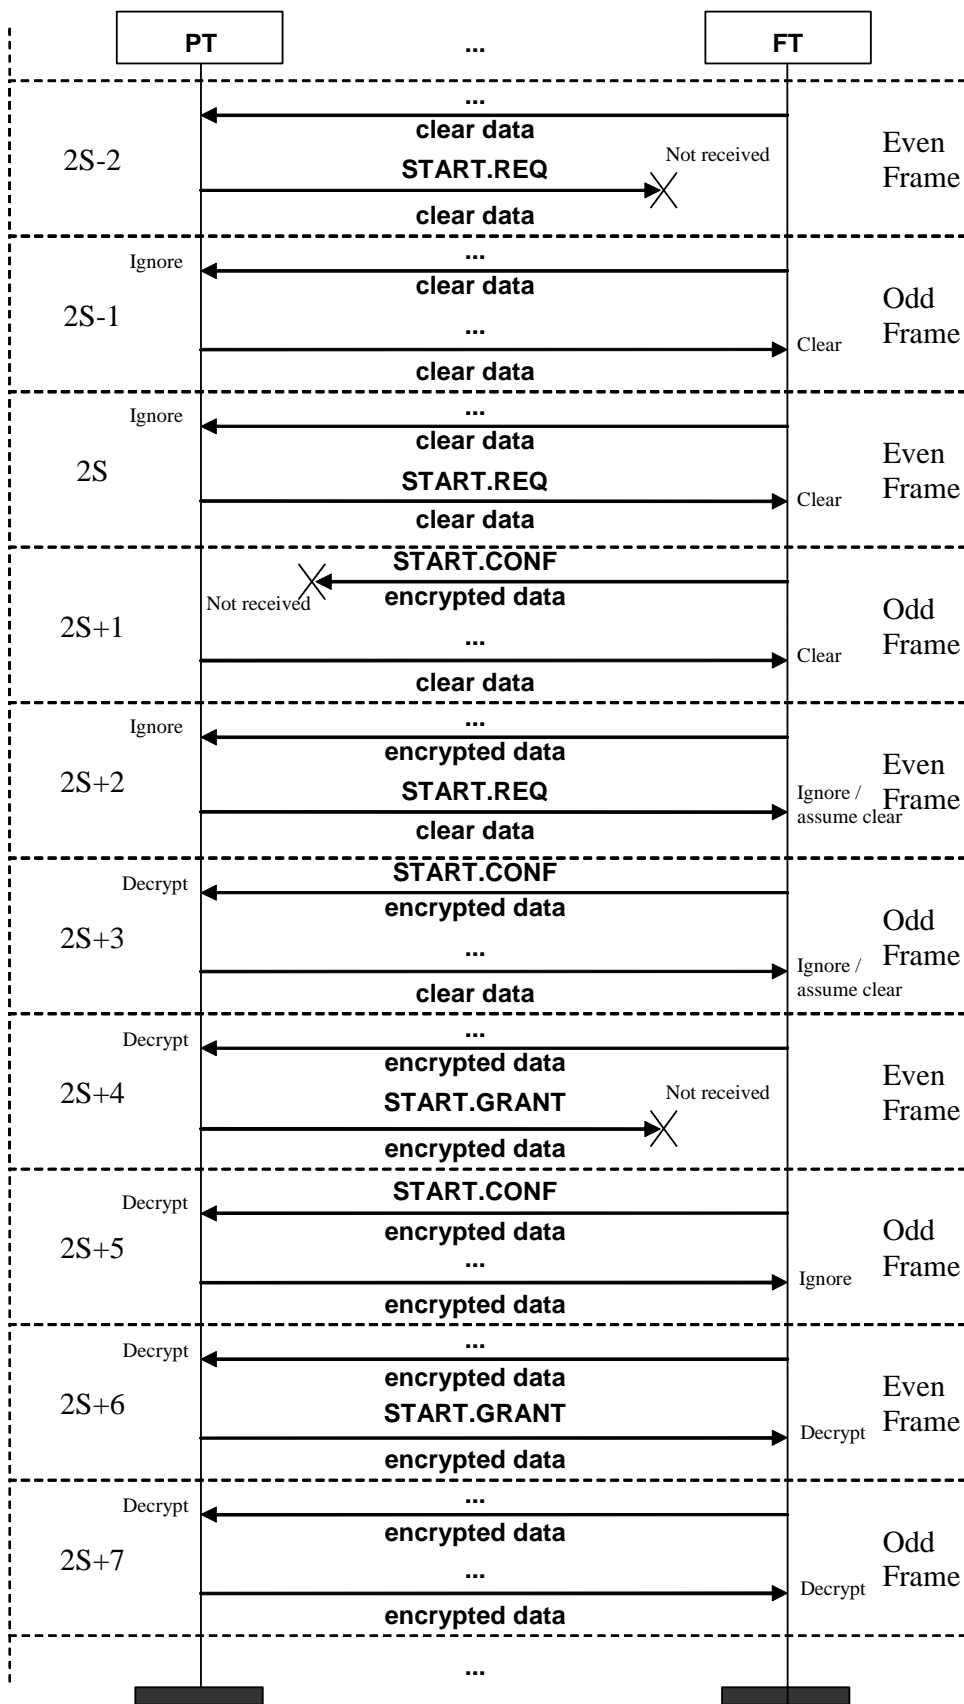 PT
...
FT
...
clear data
2S-2
Not received
Even
Frame
START.REQ
clear data
...
Ignore
clear data
2S-1
Odd
Frame
...
Clear
clear data
...
Ignore
clear data
2S
Even
Frame
START.REQ
Clear
clear data
START.CONF
encrypted data
Not received
2S+1
Odd
Frame
...
Clear
clear data
...
Ignore
encrypted data
2S+2
Even
Frame
START.REQ
Ignore /
assume clear
clear data
START.CONF
Decrypt
encrypted data
2S+3
Odd
Frame
...
Ignore /
assume clear
clear data
...
Decrypt
encrypted data
2S+4
Even
Frame
START.GRANT
Not received
encrypted data
START.CONF
Decrypt
encrypted data
2S+5
Odd
Frame
...
Ignore
encrypted data
...
Decrypt
encrypted data
2S+6
Even
Frame
START.GRANT
Decrypt
encrypted data
...
Decrypt
encrypted data
2S+7
Odd
Frame
...
Decrypt
encrypted data
...